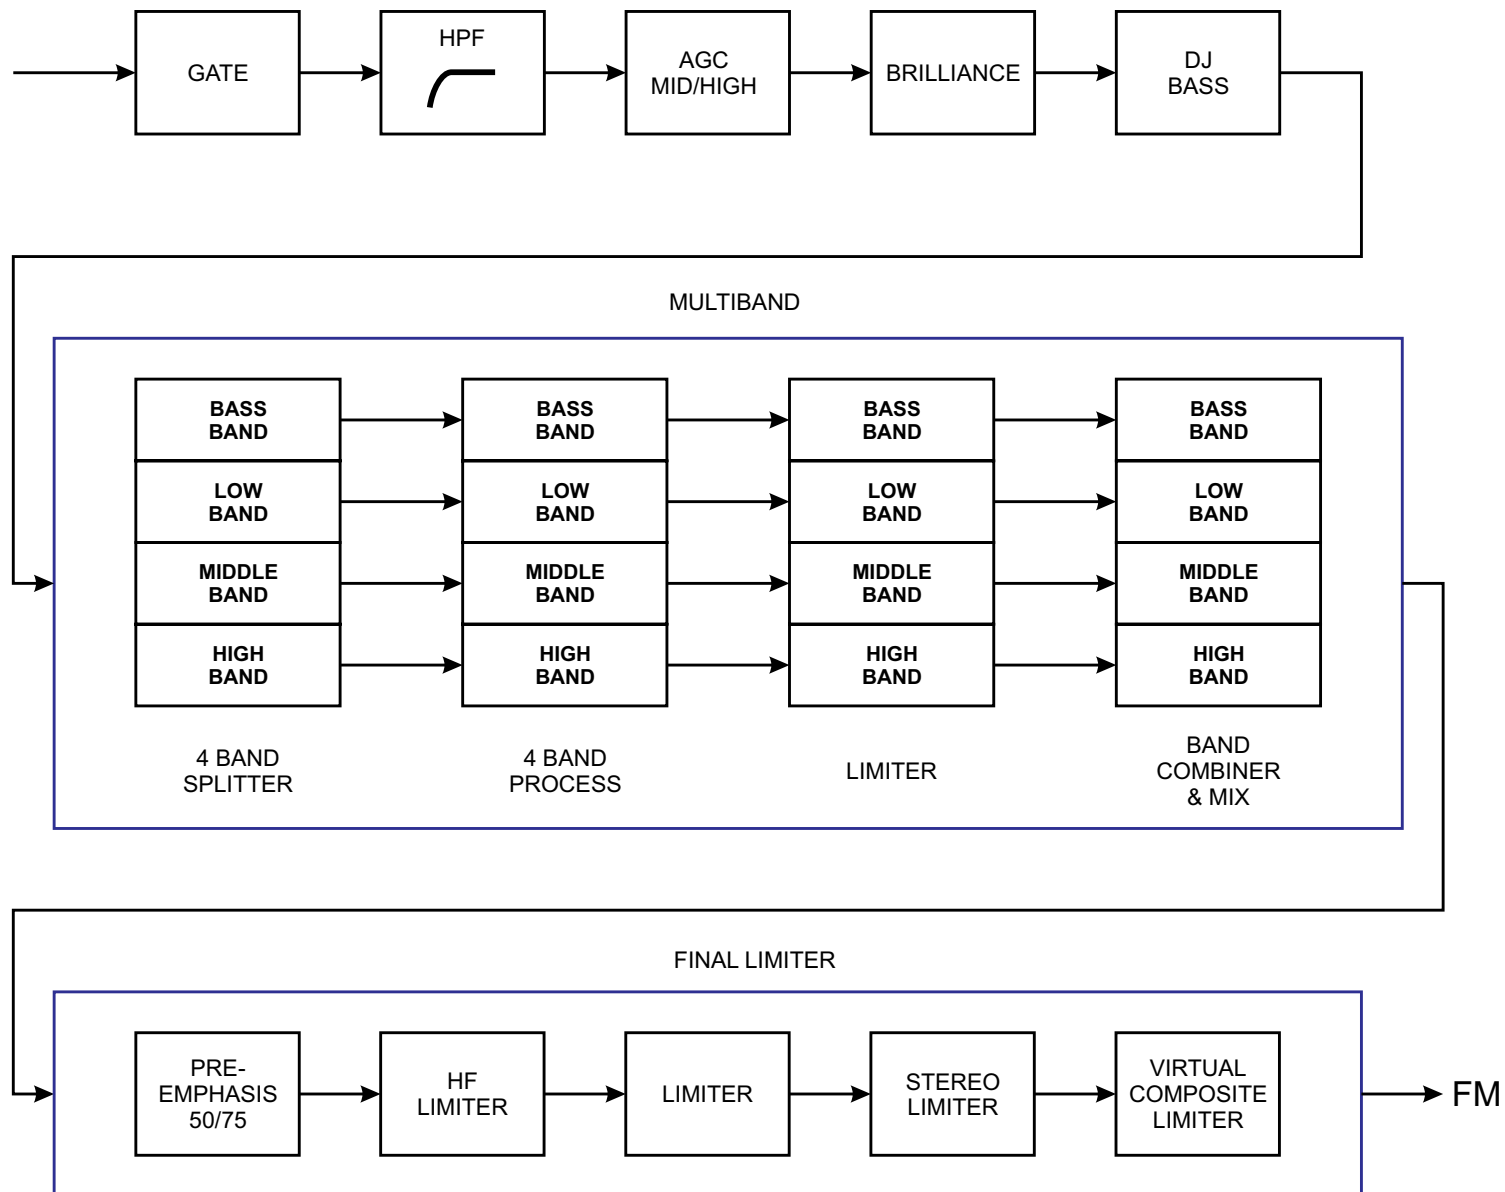 GATE
HPF
AGC
MID/HIGH
BRILLIANCE
DJ
BASS
MULTIBAND
BASS
BAND
BASS
BAND
BASS
BAND
BASS
BAND
LOW
BAND
LOW
BAND
LOW
BAND
LOW
BAND
MIDDLE
BAND
MIDDLE
BAND
MIDDLE
BAND
MIDDLE
BAND
HIGH
BAND
HIGH
BAND
HIGH
BAND
HIGH
BAND
4 BAND
SPLITTER
4 BAND
PROCESS
LIMITER
BAND
COMBINER
& MIX
FINAL LIMITER
PRE-
EMPHASIS
50/75
HF
LIMITER
LIMITER
STEREO
LIMITER
VIRTUAL
COMPOSITE
LIMITER
FM